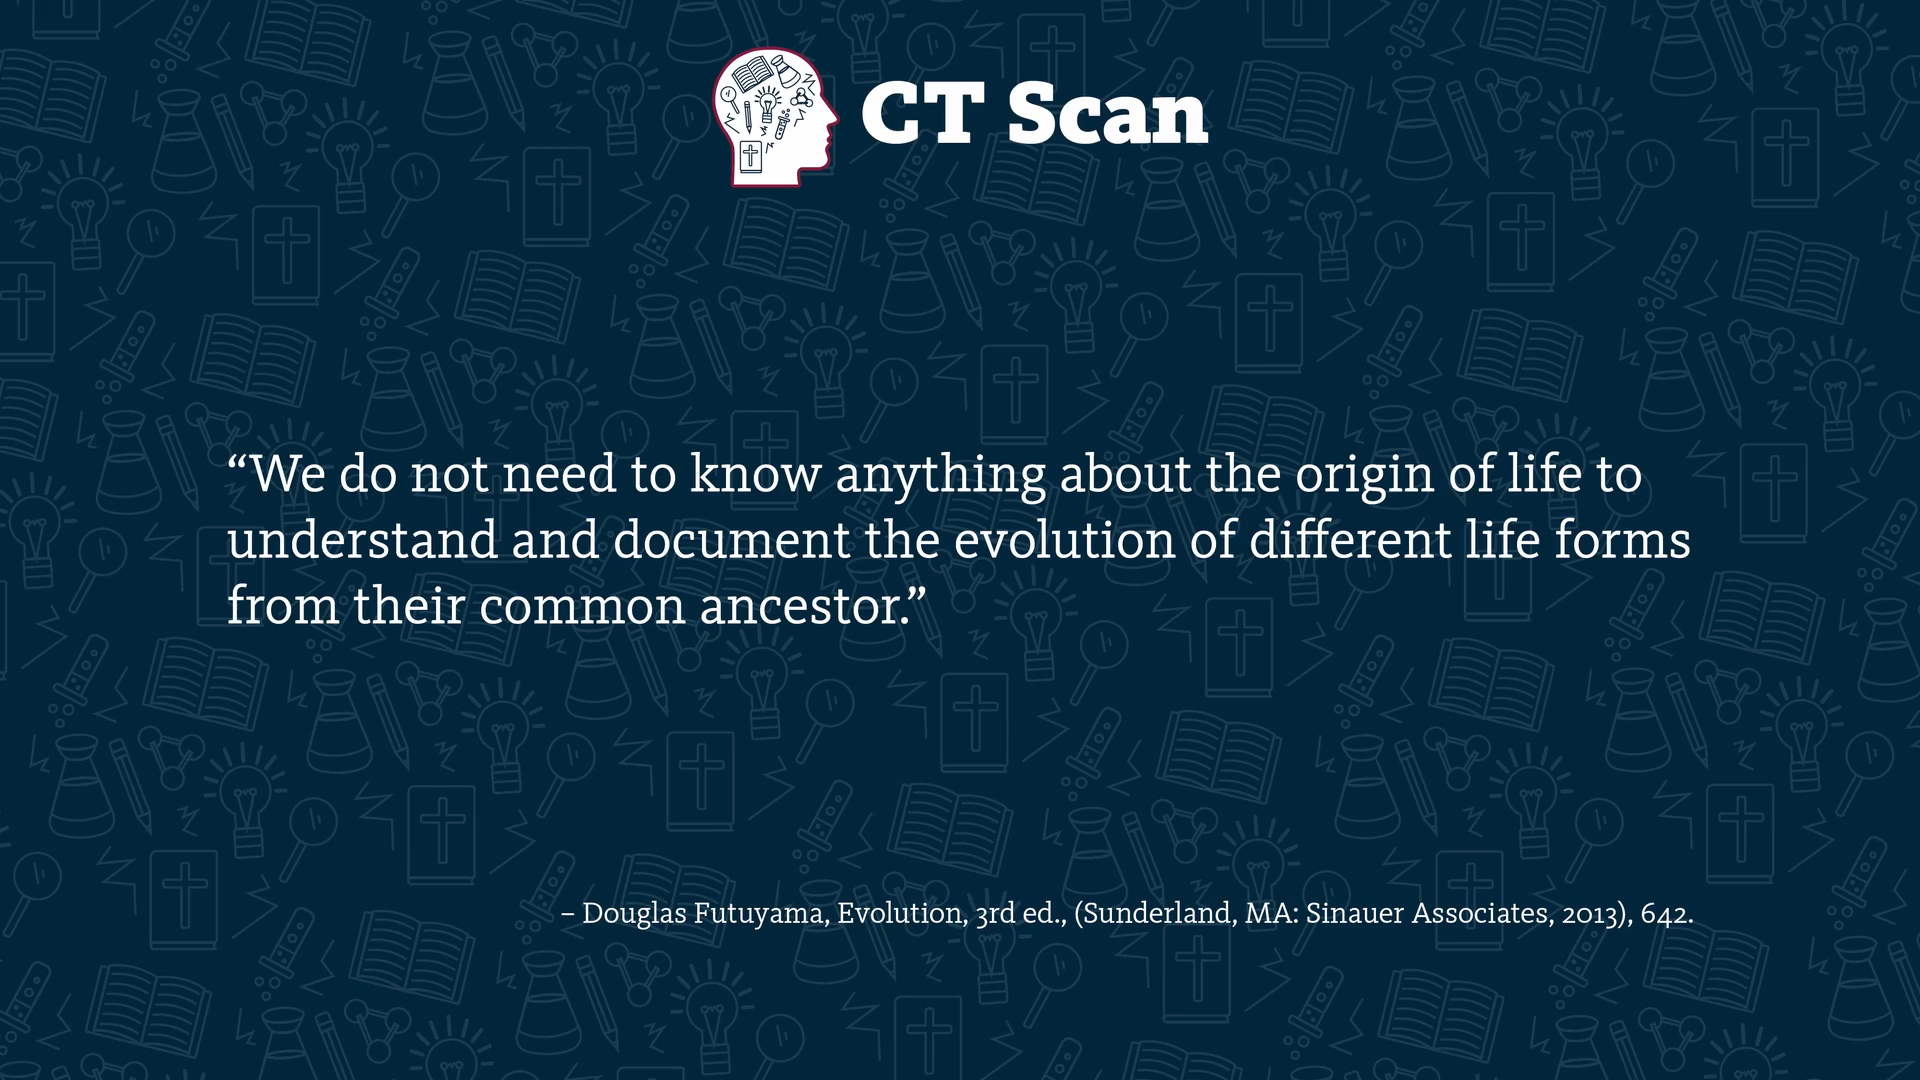 CT Scan
“We do not need to know anything about the origin of life to
understand and document the evolution of different life forms
from their common ancestor.”
– Douglas Futuyama, Evolution, 3rd ed., (Sunderland, MA: Sinauer Associates, 2013), 642.